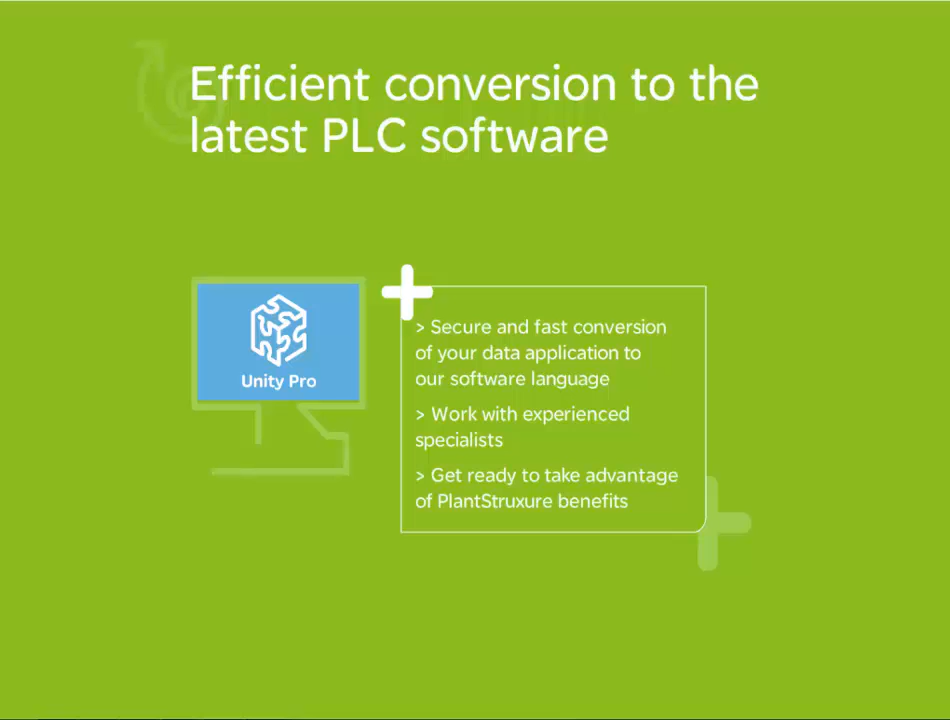 Efficient conversion to the
latest PLC software
Unity Pro
> Secure and fast conversion
of your data application to
our software language
> Work with experienced
specialists
> Get ready to take advantage
of PlantStruxure benefits